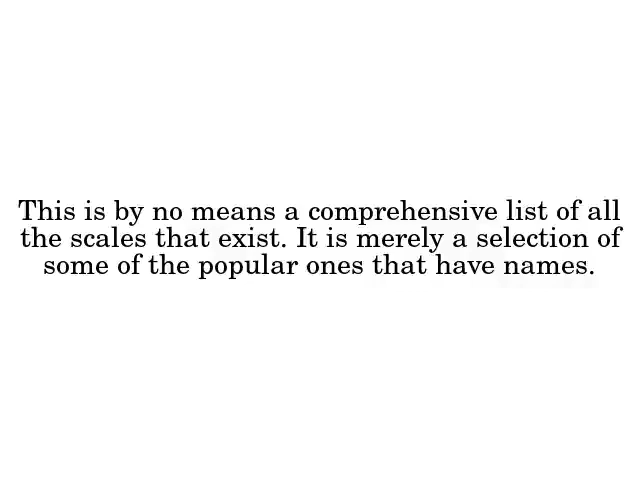 This is by no means a comprehensive list of all
the scales that exist. It is merely a selection of
some of the popular ones that have names.